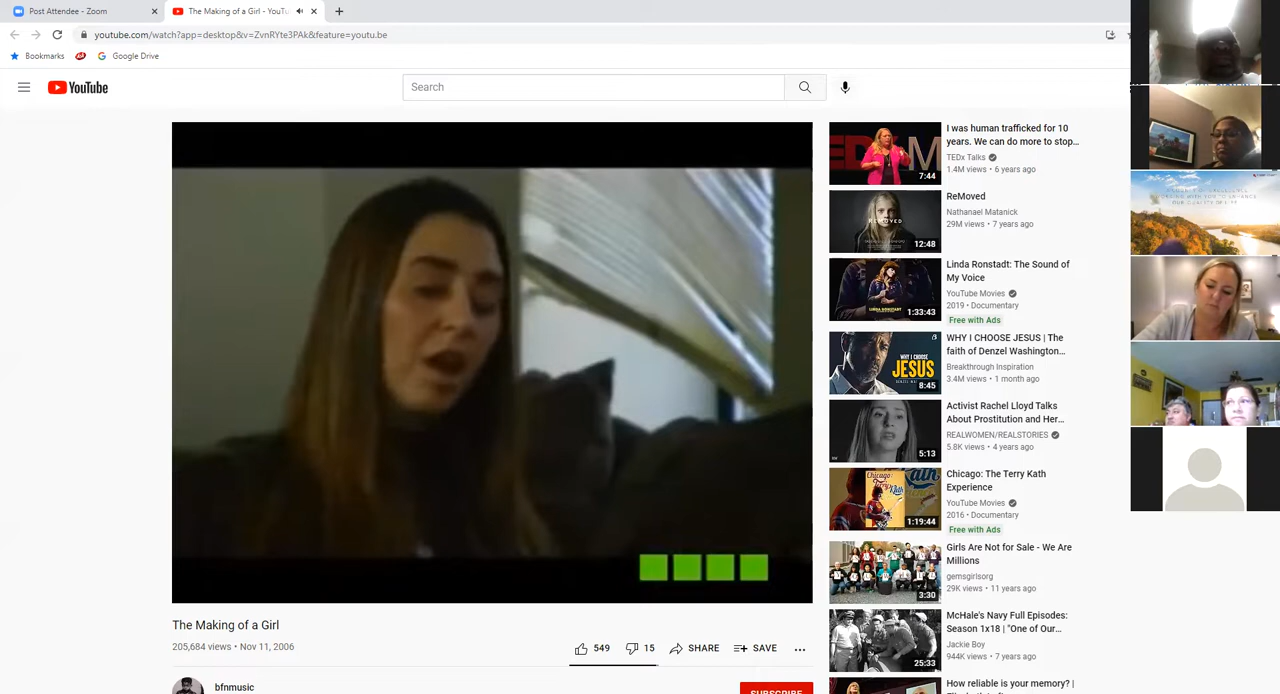 Post Attendee - Zoom
The Making of a Girl - YouTu
youtube.com/watch?app=desktop&v=ZvnRYte3PAk&feature=youtu.be
Bookmarks
Google Drive
YouTube
Search
I was human trafficked for 10
years. We can do more to stop...
TEDx Talks
1.4M views • 6 years ago
7:44
ReMoved
Nathanael Matanick
29M views • 7 years ago
REMOVED
12:48
Linda Ronstadt: The Sound of
My Voice
YouTube Movies
2019 • Documentary
Free with Ads
1:33:43
WHY I CHOOSE JESUS | The
faith of Denzel Washington...
Breakthrough Inspiration
3.4M views • 1 month ago
WHY I CHOOSE
JESUS
8:45
Activist Rachel Lloyd Talks
About Prostitution and Her...
REALWOMEN/REALSTORIES
5.8K views • 4 years ago
5:13
Chicago: The Terry Kath
Experience
YouTube Movies
2016 • Documentary
Free with Ads
1:19:44
Girls Are Not for Sale - We Are
Millions
gemsgirlsorg
29K views • 11 years ago
3:30
McHale's Navy Full Episodes:
Season 1x18 | "One of Our...
Jackie Boy
944K views • 7 years ago
25:33
How reliable is your memory? |
The Making of a Girl
205,684 views • Nov 11, 2006
549
15
SHARE
SAVE
bfnmusic
SUBSCRIBE